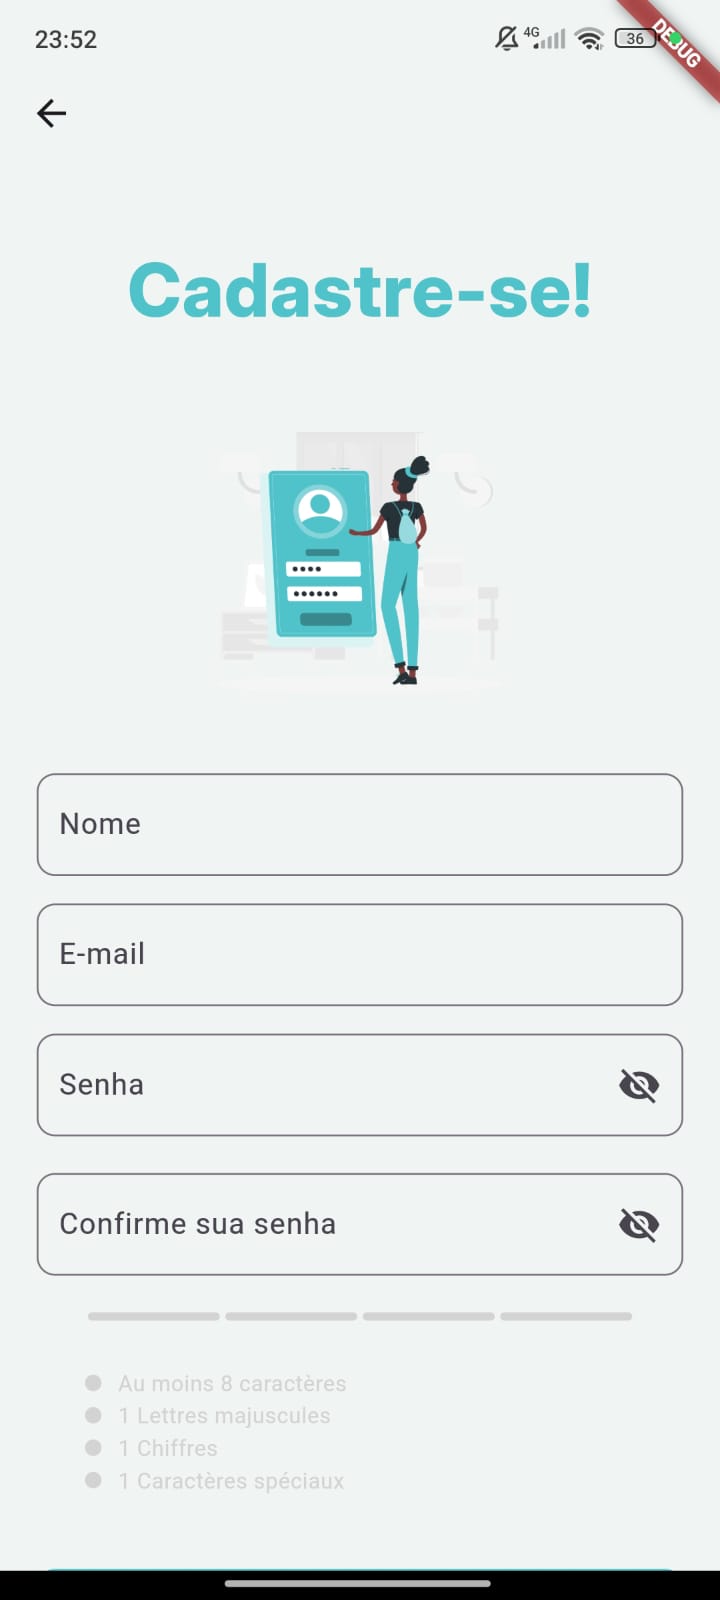 23:52
4G
36
DEBUG
Cadastre-se!
Nome
E-mail
Senha
Confirme sua senha
Au moins 8 caractères
1 Lettres majuscules
1 Chiffres
1 Caractères spéciaux